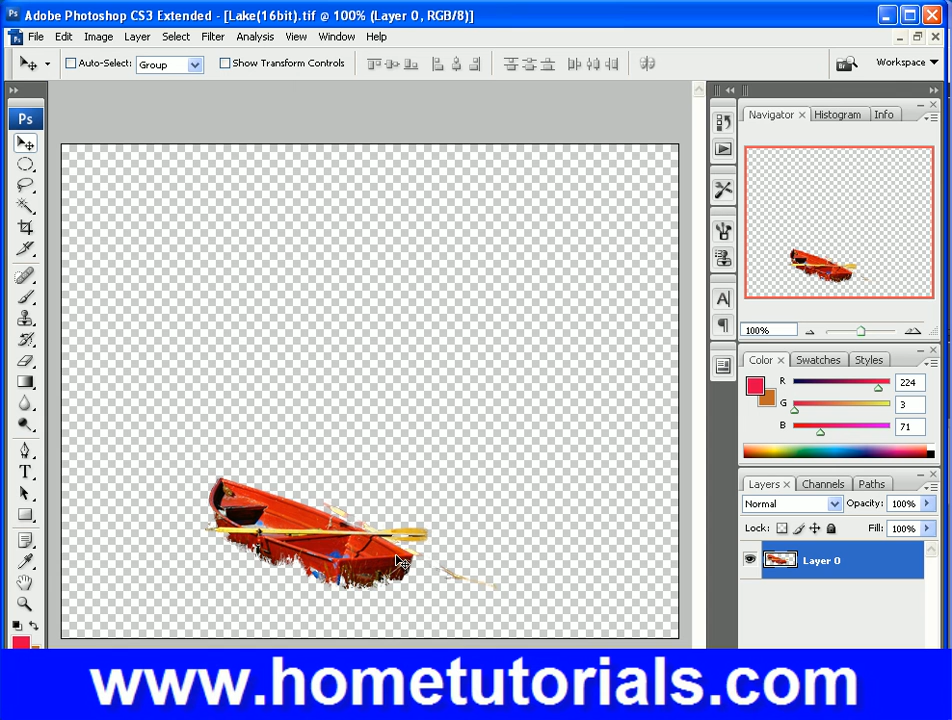 Ps Adobe Photoshop CS3 Extended - [Lake(16bit).tif @ 100% (Layer 0, RGB/8)]
File Edit Image Layer Select Filter Analysis View Window Help
Auto-Select: Group Show Transform Controls Workspace
Ps
Navigator Histogram Info
100%
Color Swatches Styles
R 224
G 3
B 71
Layers Channels Paths
Normal Opacity: 100%
Lock: Fill: 100%
Layer 0
www.hometutorials.com